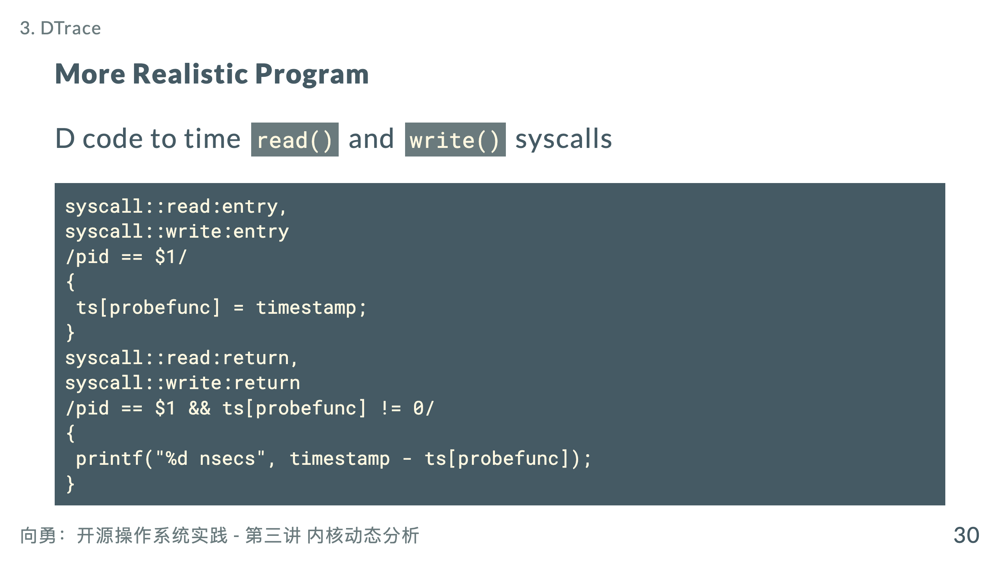 3. DTrace
More Realistic Program
D code to time read() and write() syscalls
syscall::read:entry,
syscall::write:entry
/pid == $1/
{
 ts[probefunc] = timestamp;
}
syscall::read:return,
syscall::write:return
/pid == $1 && ts[probefunc] != 0/
{
 printf("%d nsecs", timestamp - ts[probefunc]);
}
向勇：开源操作系统实践 - 第三讲 内核动态分析
30